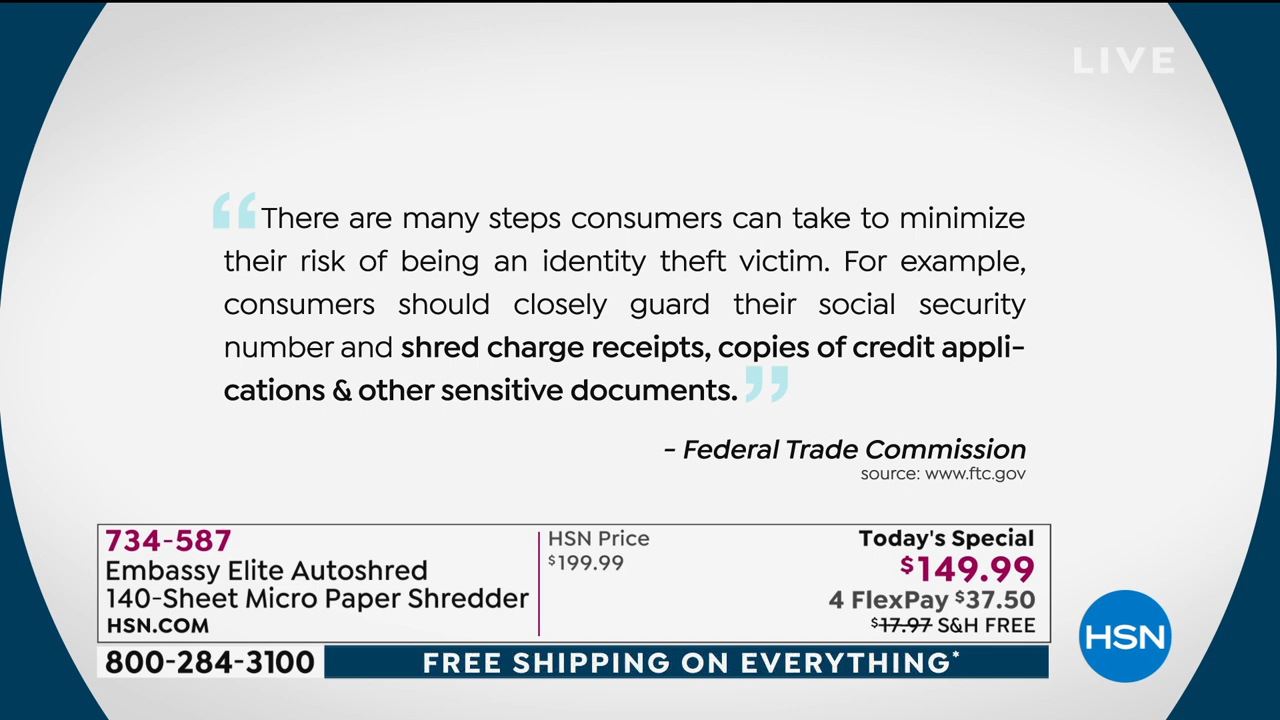 LIVE
“There are many steps consumers can take to minimize
their risk of being an identity theft victim. For example,
consumers should closely guard their social security
number and shred charge receipts, copies of credit appli-
cations & other sensitive documents.”
- Federal Trade Commission
source: www.ftc.gov
734-587
Embassy Elite Autoshred
140-Sheet Micro Paper Shredder
HSN.COM
HSN Price
$199.99
Today's Special
$149.99
4 FlexPay $37.50
$17.97 S&H FREE
800-284-3100
FREE SHIPPING ON EVERYTHING*
HSN